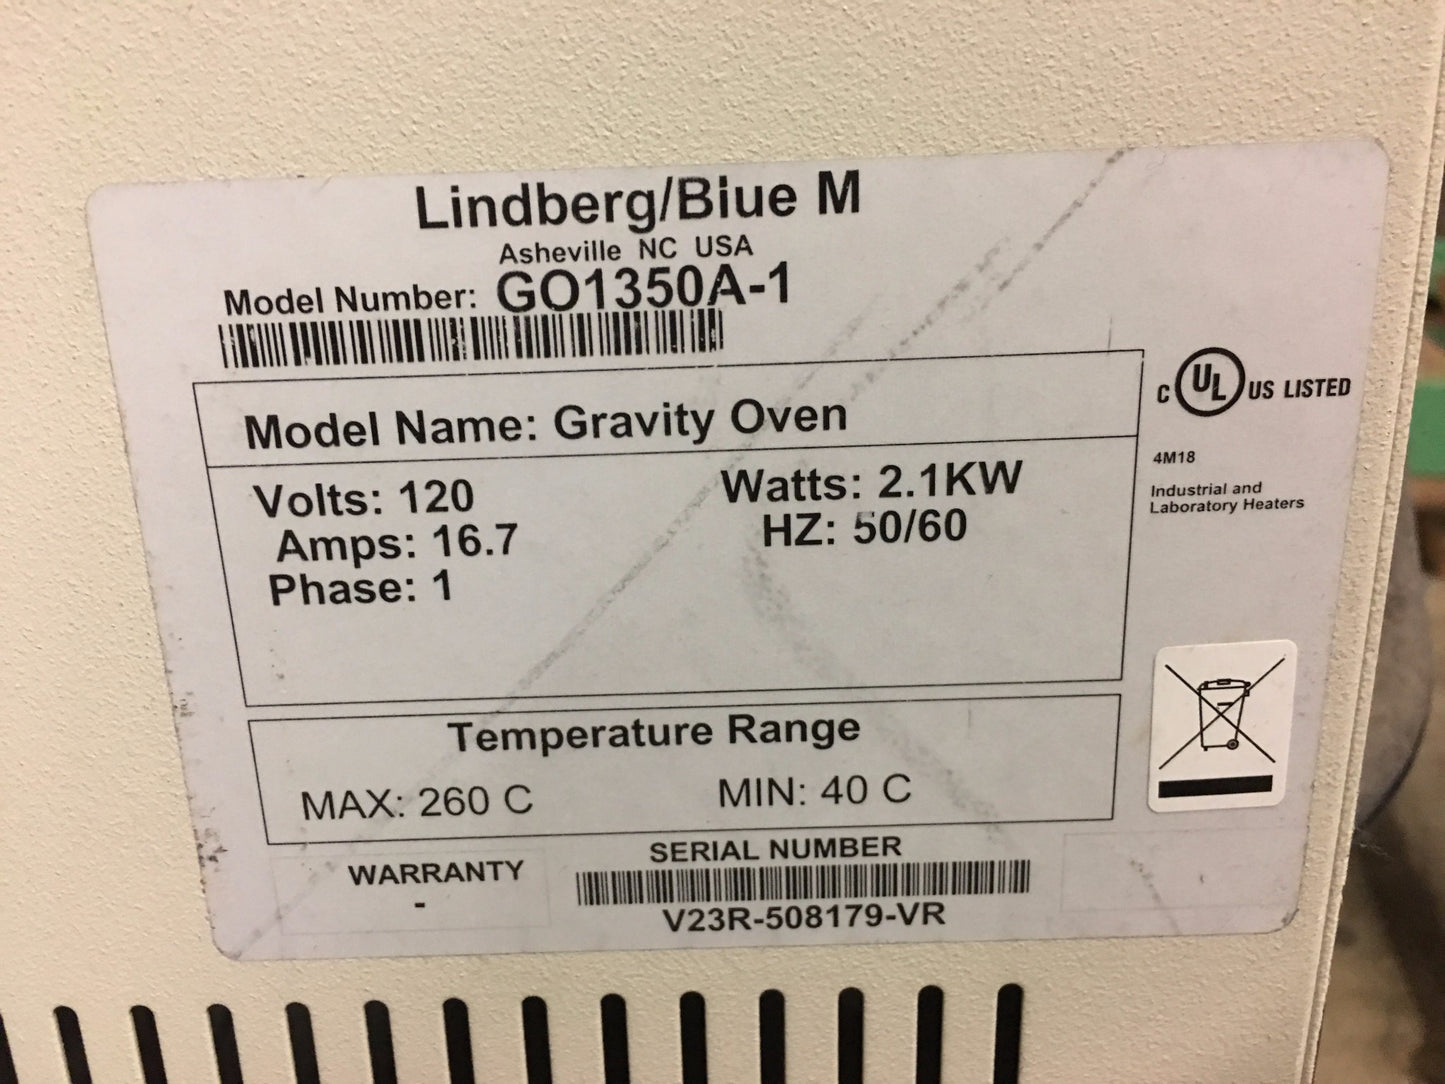 Lindberg/Blue M
Asheville NC USA
Model Number: GO1350A-1
Model Name: Gravity Oven
Volts: 120 Watts: 2.1KW
Amps: 16.7 HZ: 50/60
Phase: 1
C UL US LISTED
4M18
Industrial and
Laboratory Heaters
Temperature Range
MAX: 260 C MIN: 40 C
WARRANTY
-
SERIAL NUMBER
V23R-508179-VR